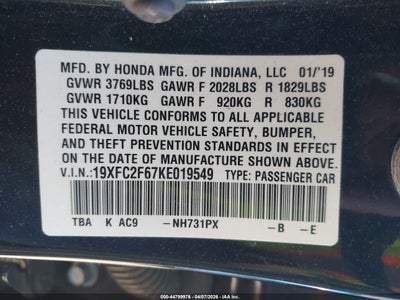 MFD. BY HONDA MFG. OF INDIANA, LLC 01/'19
GVWR 3769LBS GAWR F 2028LBS R 1829LBS
GVWR 1710KG GAWR F 920KG R 830KG
THIS VEHICLE CONFORMS TO ALL APPLICABLE
FEDERAL MOTOR VEHICLE SAFETY, BUMPER,
AND THEFT PREVENTION STANDARDS IN EFFECT
ON THE DATE OF MANUFACTURE SHOWN ABOVE.
V.I.N.:19XFC2F67KE019549 TYPE: PASSENGER CAR
TBA K AC9 –NH731PX –B –E
(000-44799976 - 04/07/2026 - IAA Holdings, LLC)